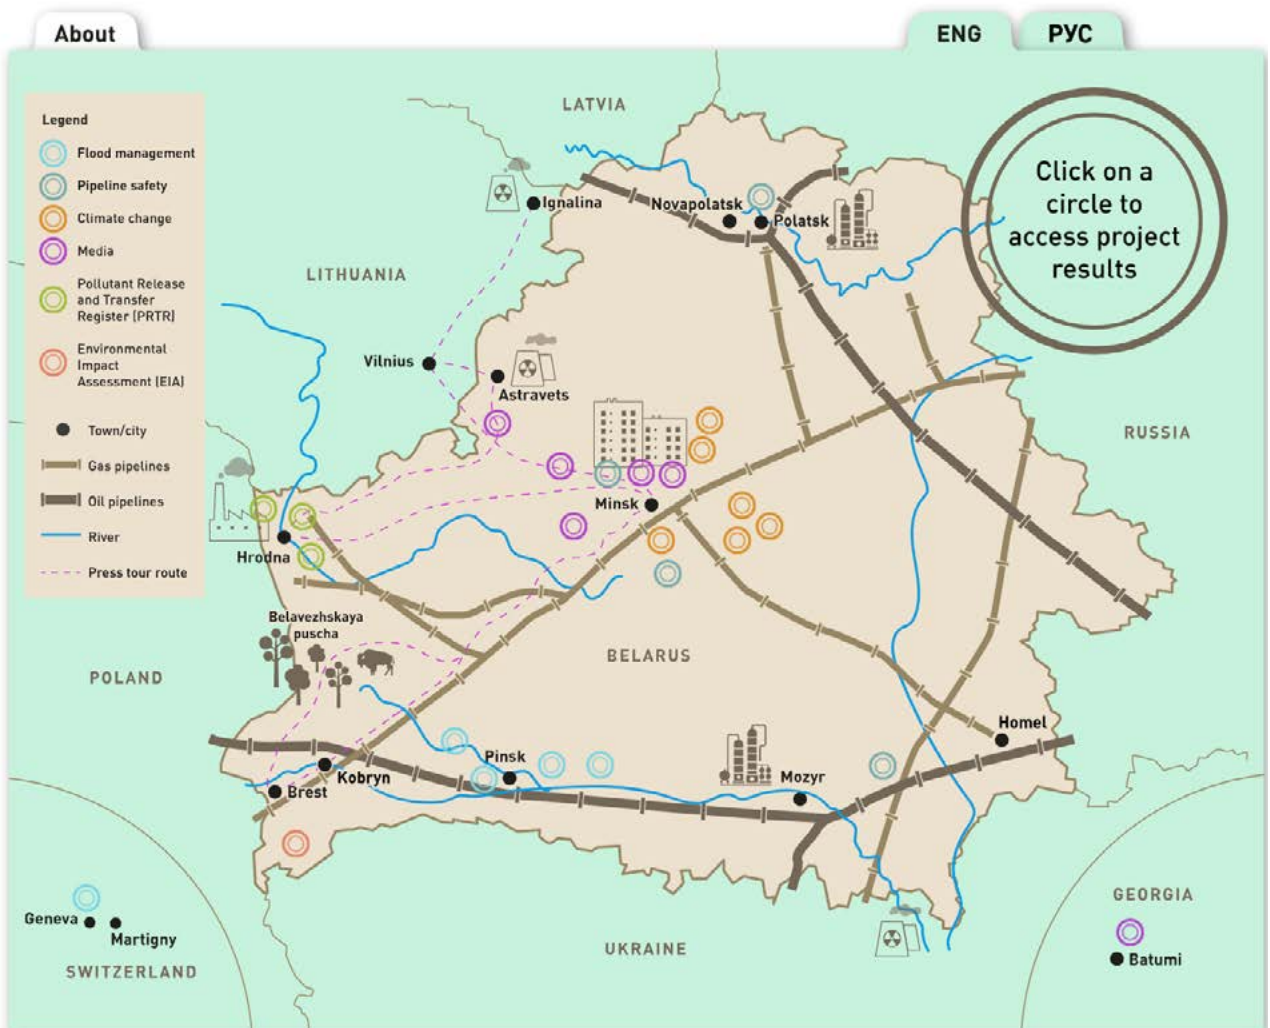 About
ENG
РУС
Legend
Flood management
Pipeline safety
Climate change
Media
Pollutant Release
and Transfer
Register (PRTR)
Environmental
Impact
Assessment (EIA)
Town/city
Gas pipelines
Oil pipelines
River
Press tour route
Click on a
circle to
access project
results
LATVIA
Ignalina
Novapolatsk
Polatsk
LITHUANIA
Vilnius
Astravets
RUSSIA
Minsk
Hrodna
Belavezhskaya
puscha
BELARUS
POLAND
Homel
Pinsk
Kobryn
Mozyr
Brest
GEORGIA
Batumi
Geneva
Martigny
SWITZERLAND
UKRAINE